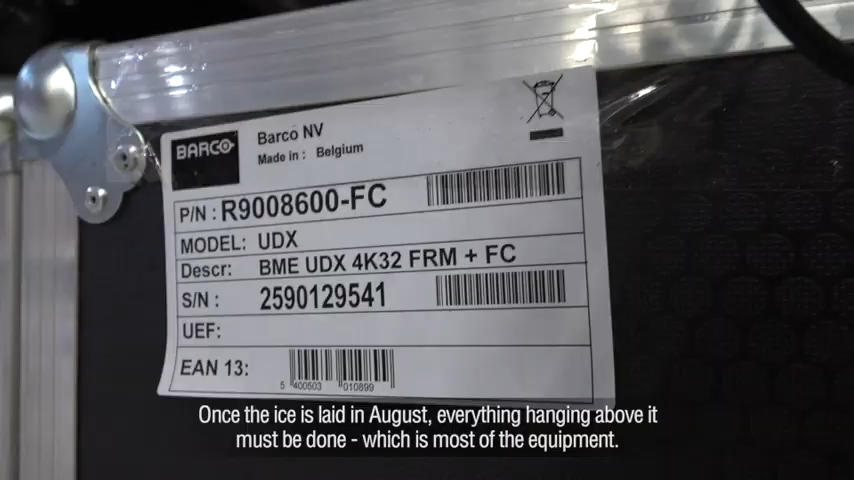 BARCO
Barco NV
Made in : Belgium
P/N : R9008600-FC
MODEL: UDX
Descr: BME UDX 4K32 FRM + FC
S/N : 2590129541
UEF:
EAN 13:
5 400503 010899
Once the ice is laid in August, everything hanging above it
must be done - which is most of the equipment.